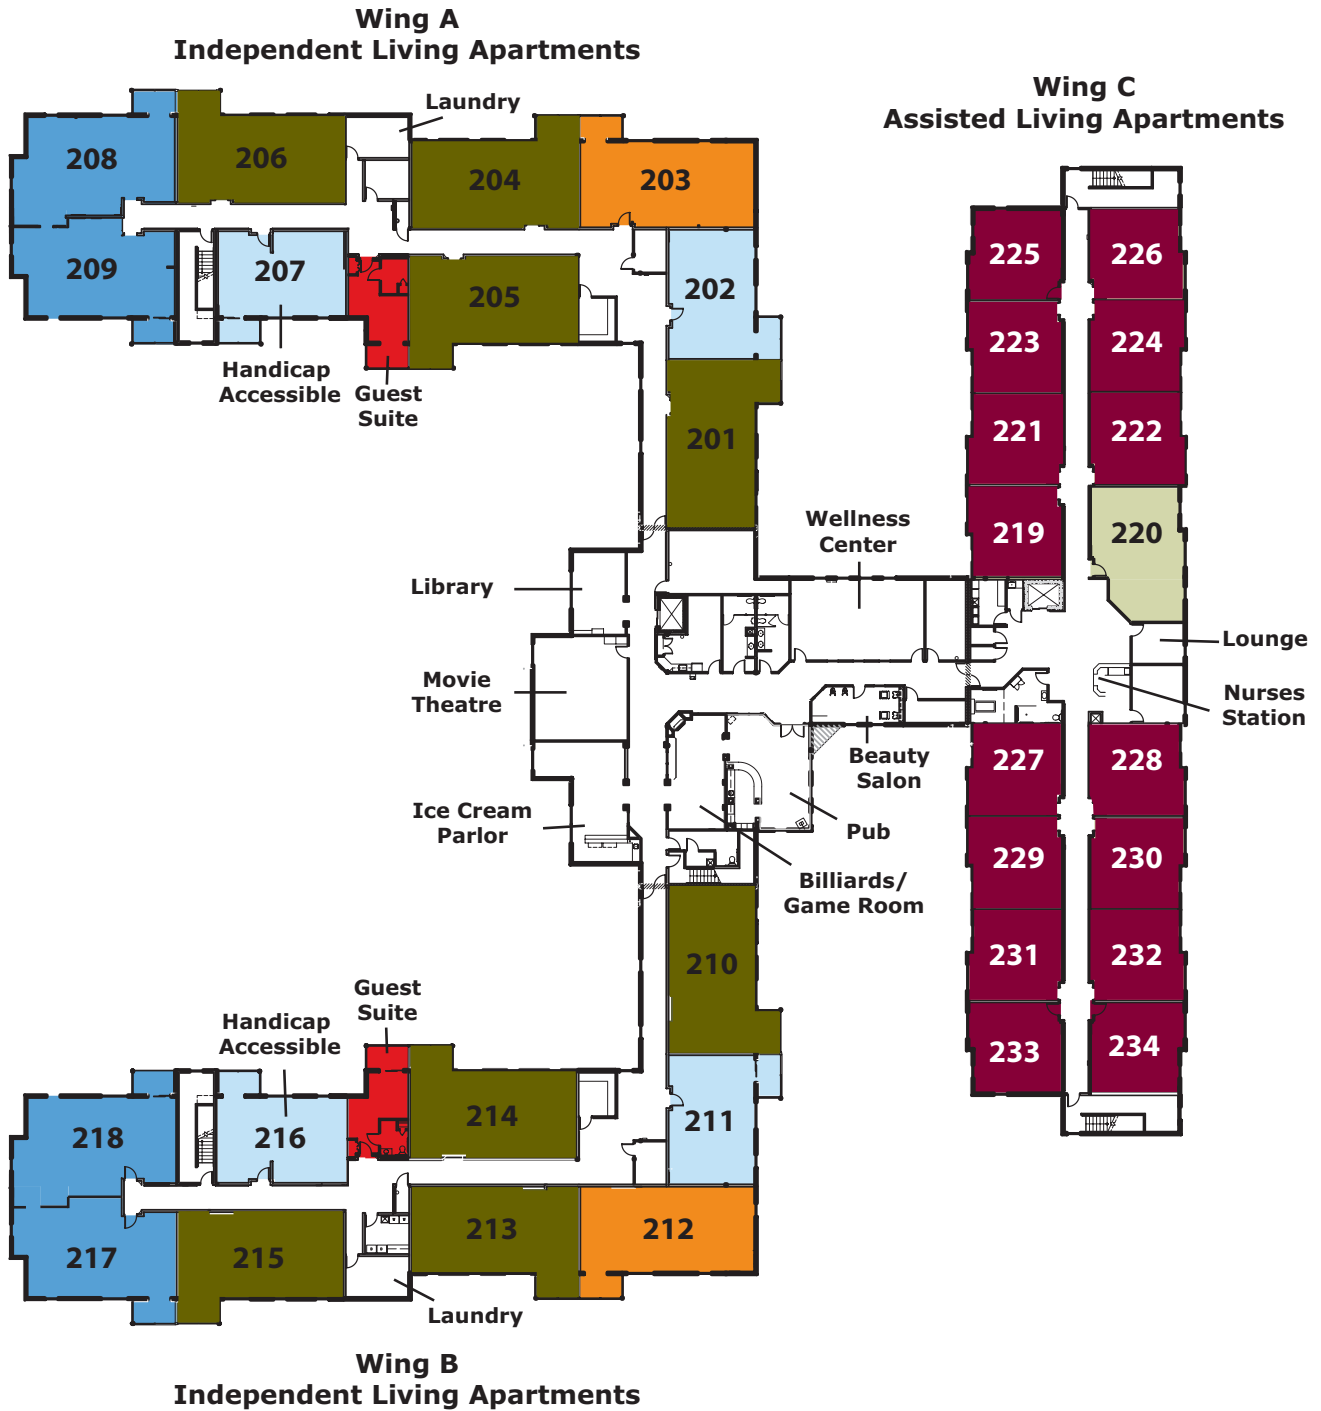 Wing A
Independent Living Apartments
Wing C
Assisted Living Apartments
Laundry
208
206
204
203
209
207
205
202
Handicap
Accessible
Guest
Suite
201
225
226
223
224
221
222
219
220
Wellness
Center
Library
Lounge
Movie
Theatre
Nurses
Station
Beauty
Salon
Ice Cream
Parlor
Pub
Billiards/
Game Room
227
228
229
230
231
232
233
234
210
Guest
Suite
Handicap
Accessible
218
216
214
211
217
215
213
212
Laundry
Wing B
Independent Living Apartments